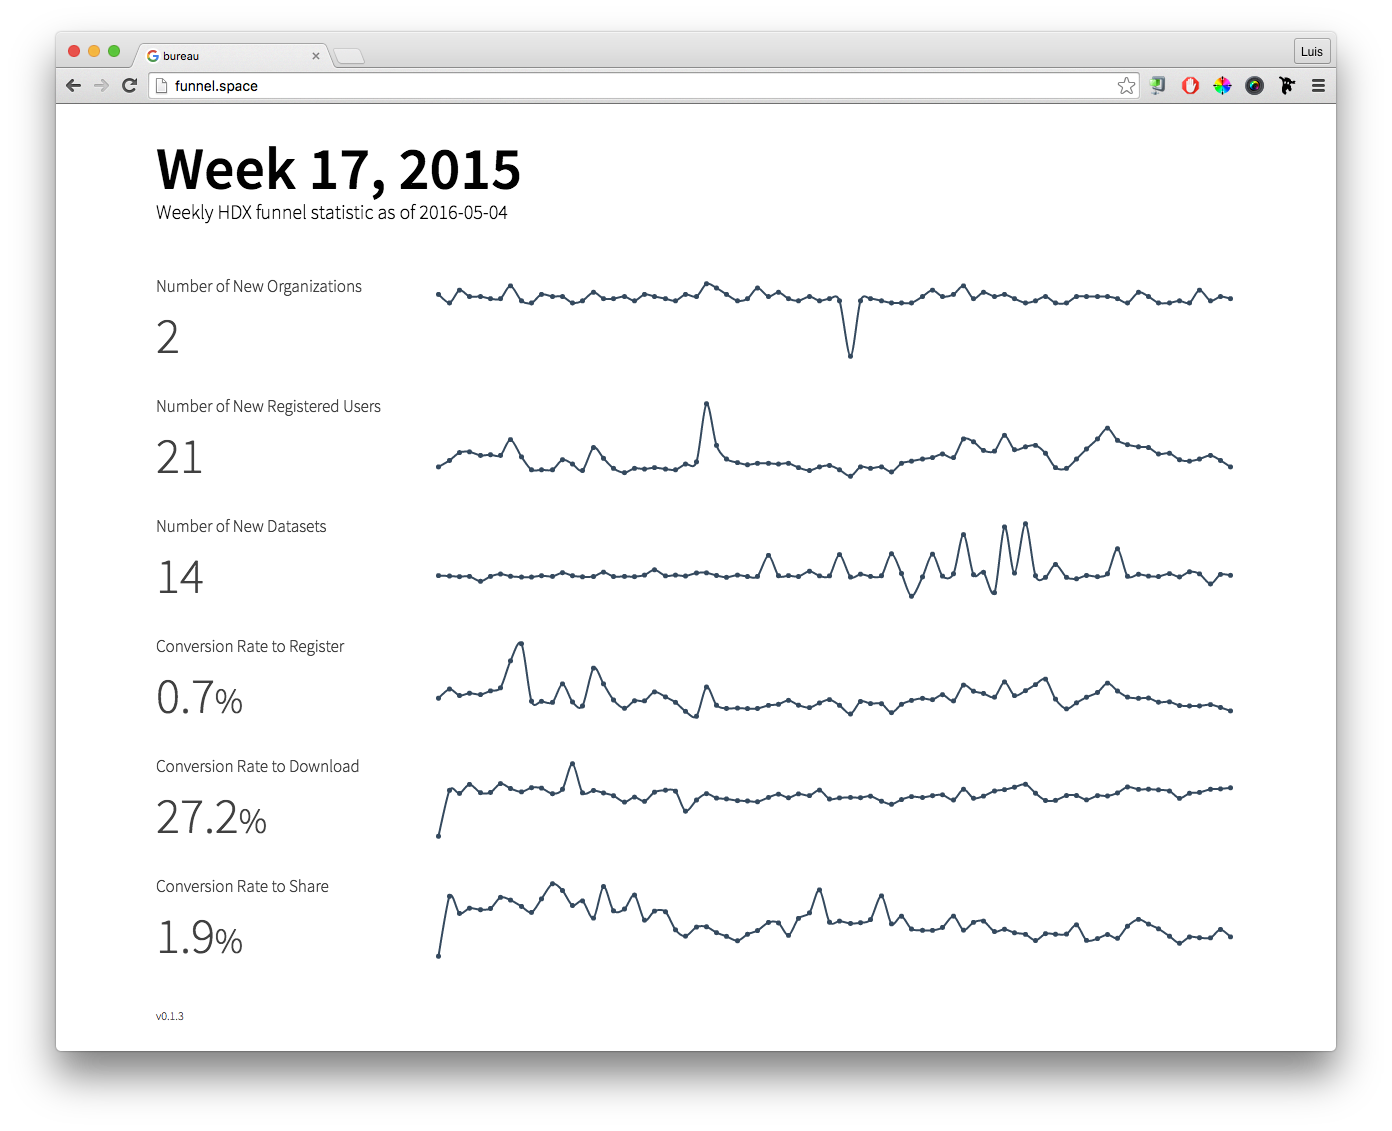 bureau
Luis
funnel.space
Week 17, 2015
Weekly HDX funnel statistic as of 2016-05-04
Number of New Organizations
2
Number of New Registered Users
21
Number of New Datasets
14
Conversion Rate to Register
0.7%
Conversion Rate to Download
27.2%
Conversion Rate to Share
1.9%
v0.1.3